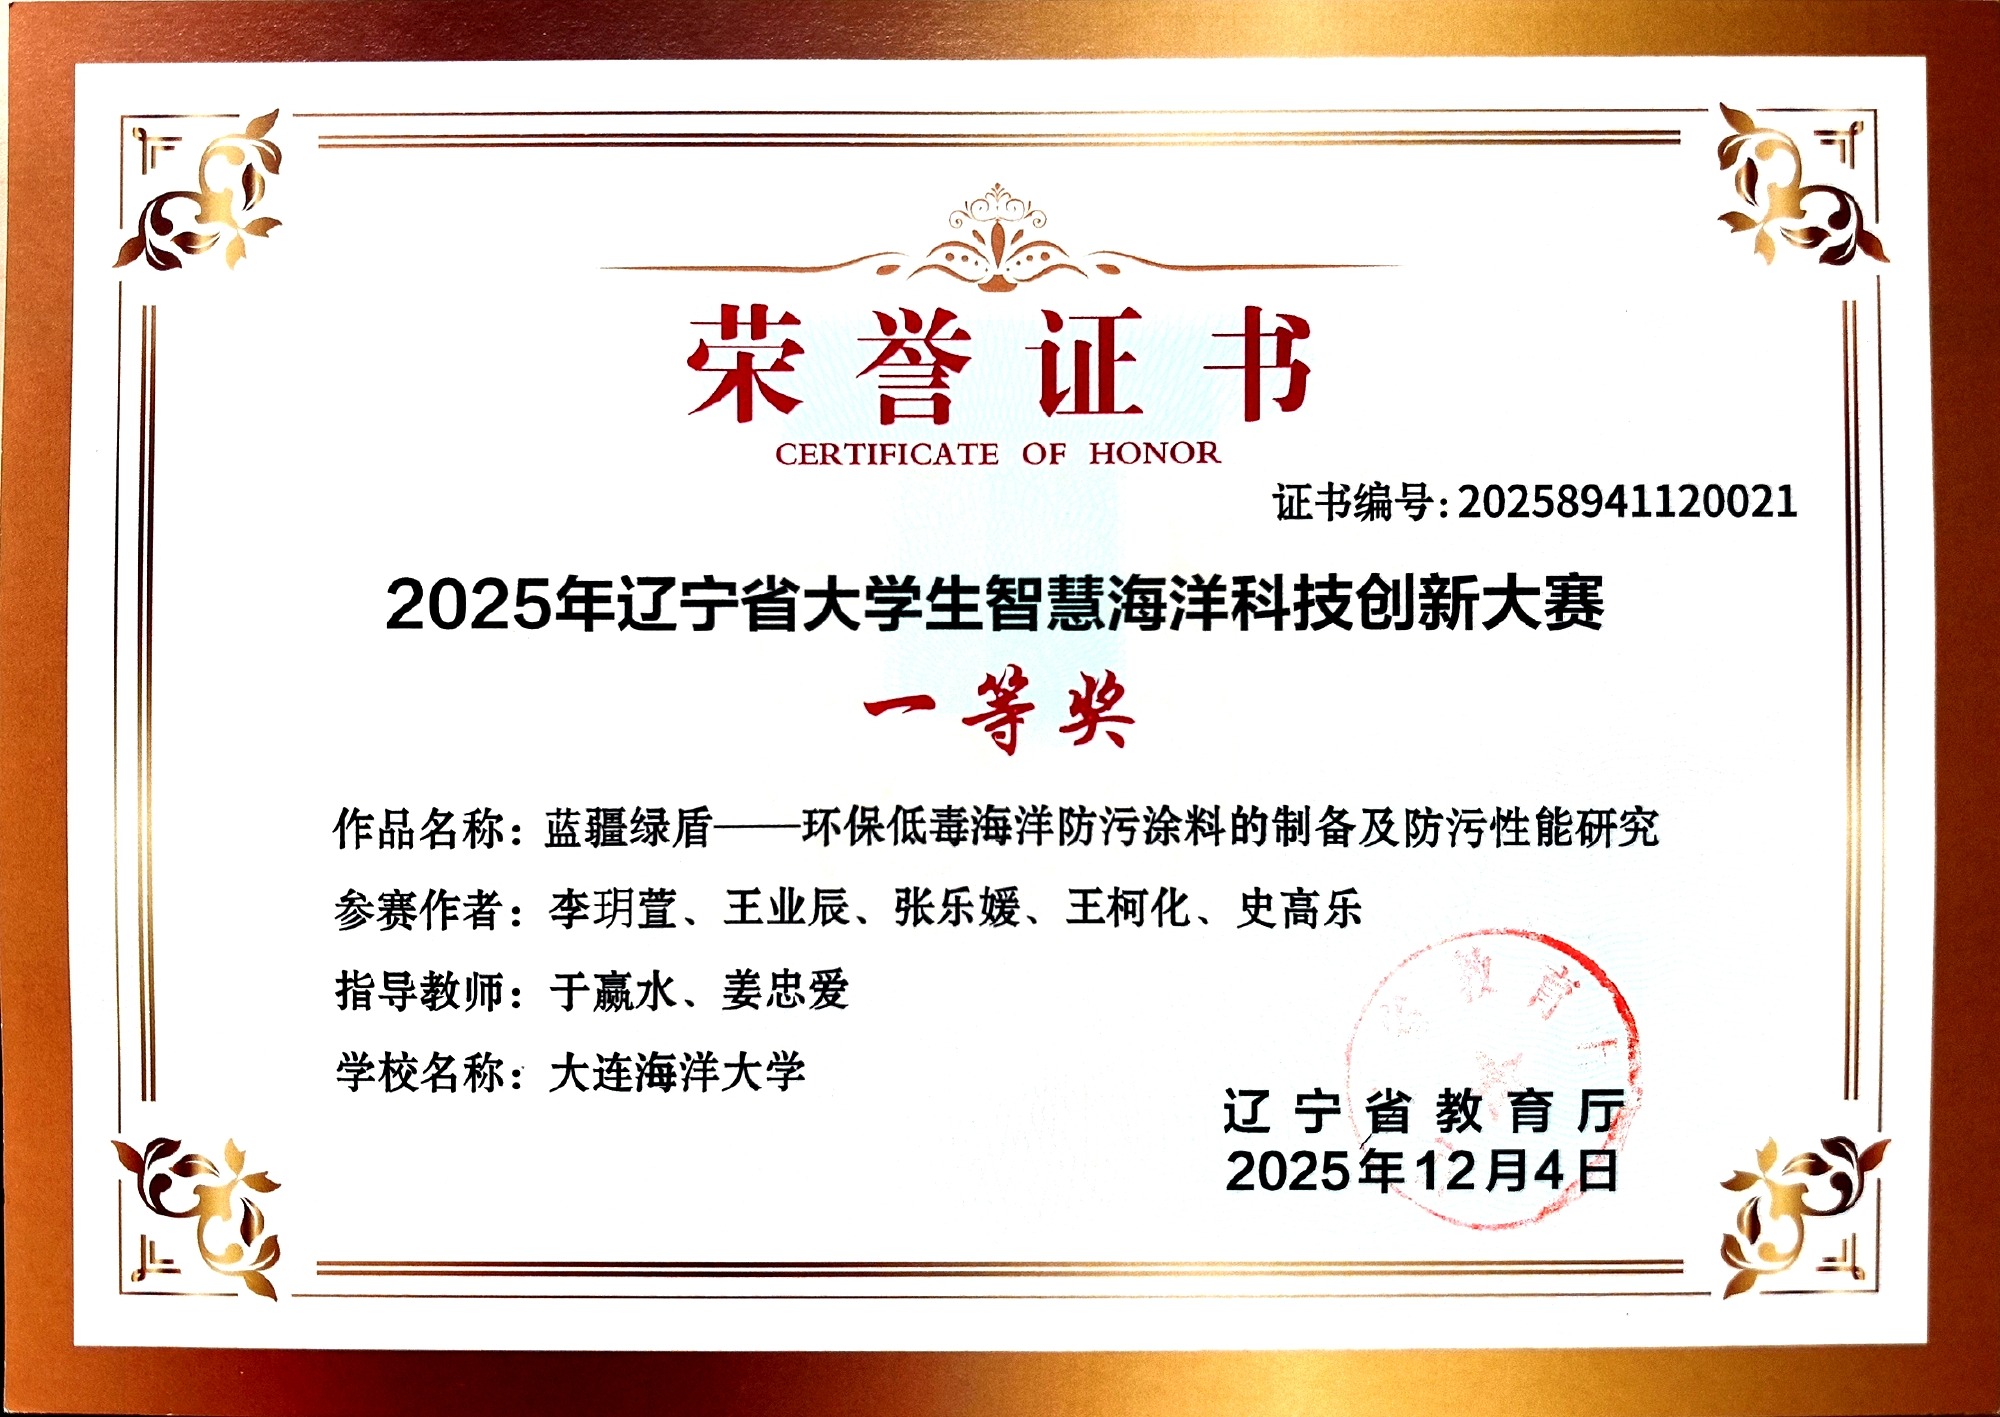 荣誉证书
CERTIFICATE OF HONOR
证书编号:20258941120021
2025年辽宁省大学生智慧海洋科技创新大赛
一等奖
作品名称：蓝疆绿盾——环保低毒海洋防污涂料的制备及防污性能研究
参赛作者：李玥萱、王业辰、张乐媛、王柯化、史高乐
指导教师：于赢水、姜忠爱
学校名称：大连海洋大学
教育厅
辽宁省教育厅
2025年12月4日